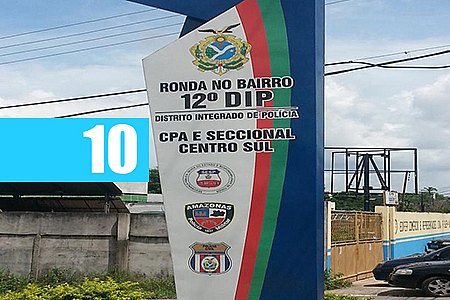 RONDA NO BAIRRO
12º DIP
DISTRITO INTEGRADO DE POLÍCIA
CPA E SECCIONAL
CENTRO SUL
10
AMAZONAS